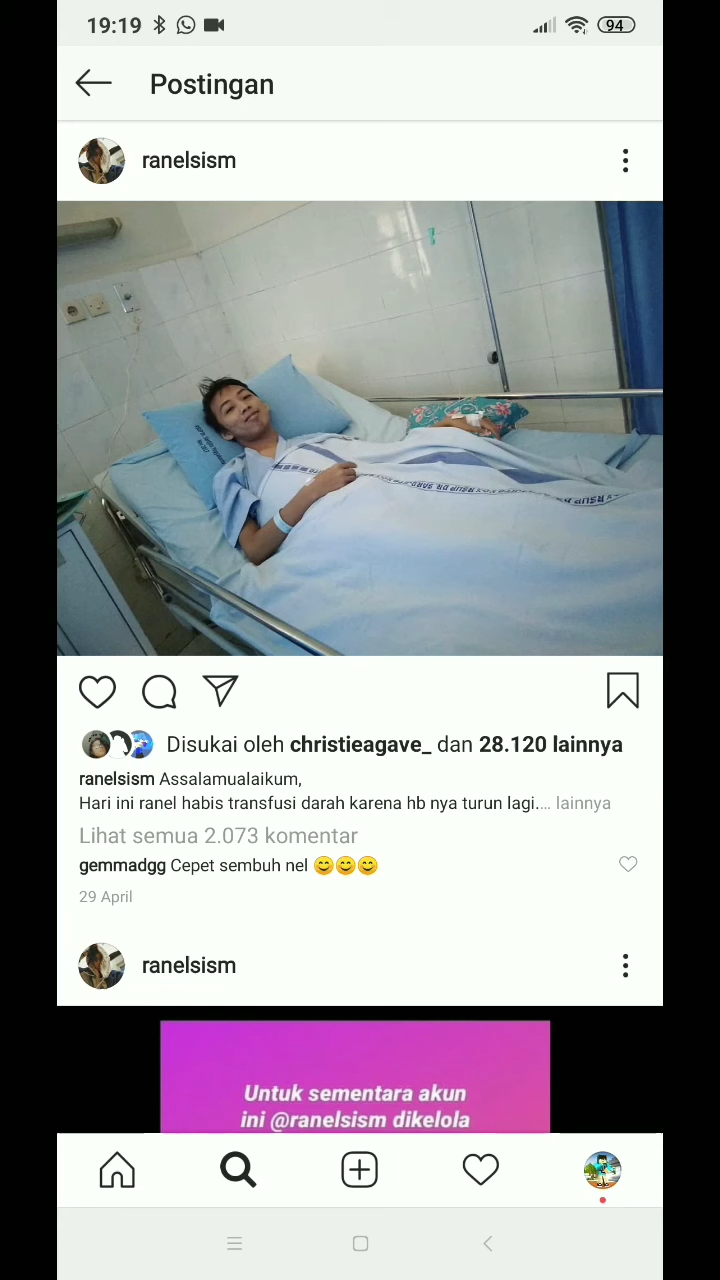 19:19
94
Postingan
ranelsism
Disukai oleh christieagave_ dan 28.120 lainnya
ranelsism Assalamualaikum,
Hari ini ranel habis transfusi darah karena hb nya turun lagi.... lainnya
Lihat semua 2.073 komentar
gemmadgg Cepet sembuh nel 😊😊😊
29 April
ranelsism
Untuk sementara akun
ini @ranelsism dikelola